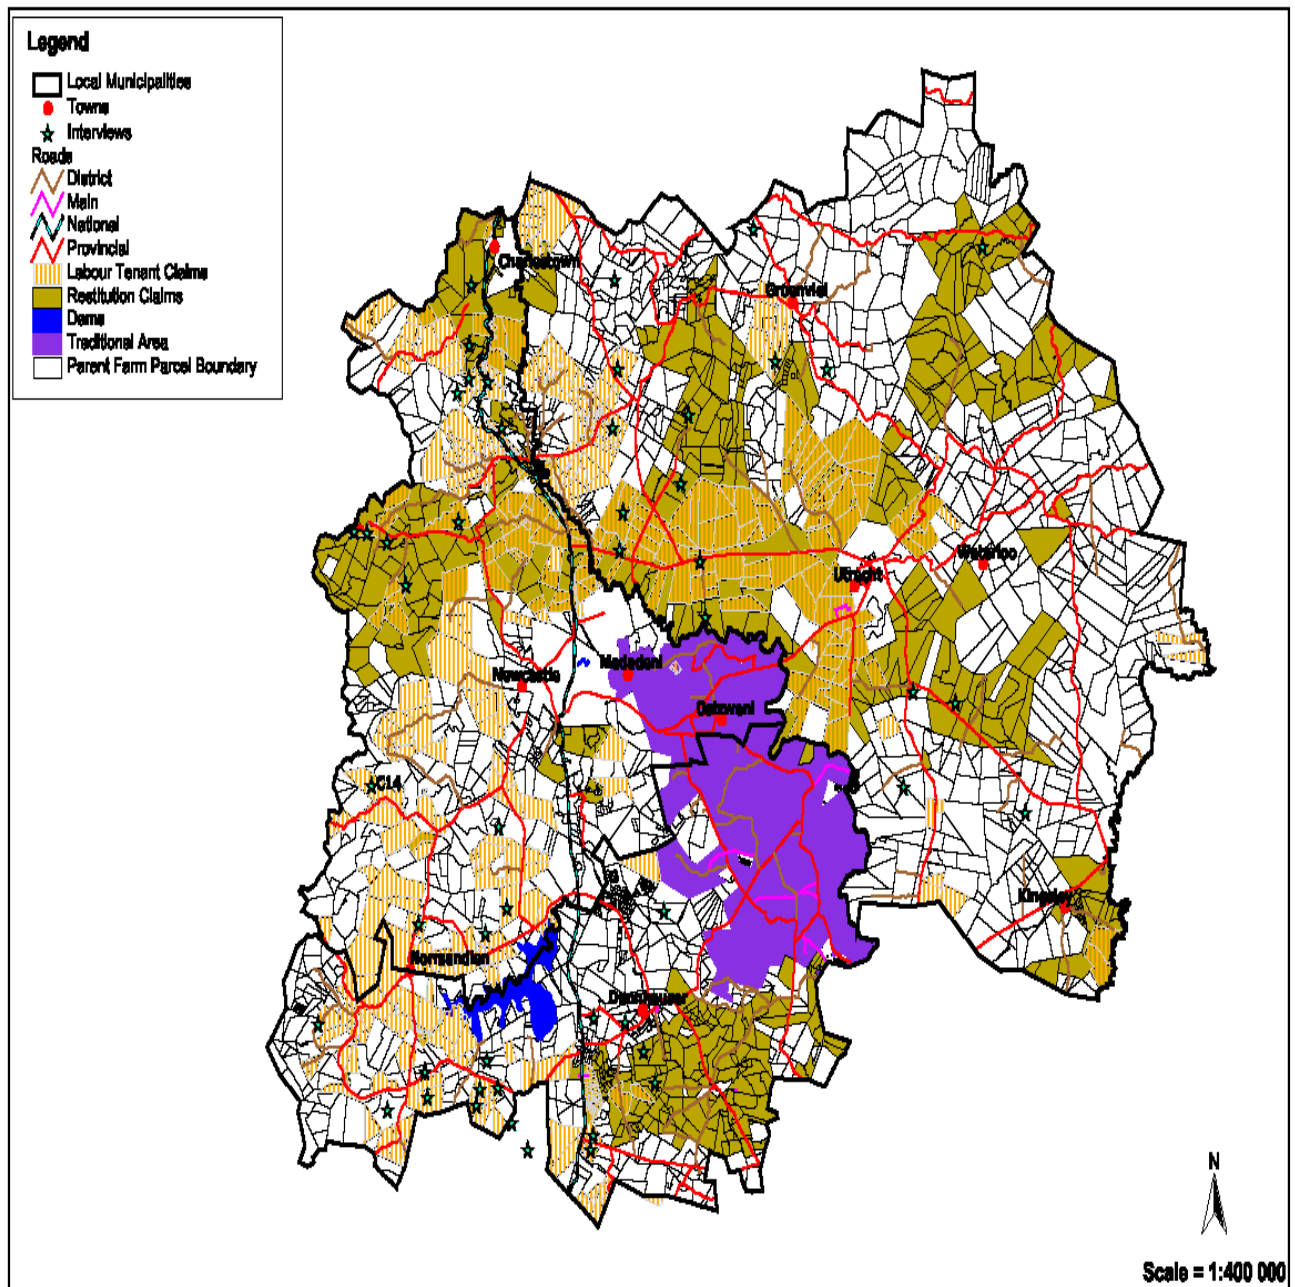 Legend
Local Municipalities
Towns
Interviews
Roads
District
Main
National
Provincial
Labour Tenant Claims
Restitution Claims
Dams
Traditional Area
Parent Farm Parcel Boundary
Charlestown
Groenvlei
Waterloo
Utrecht
Madadeni
Newcastle
Osizweni
C14
Kingsley
Normandien
Dannhauser
N
Scale = 1:400 000